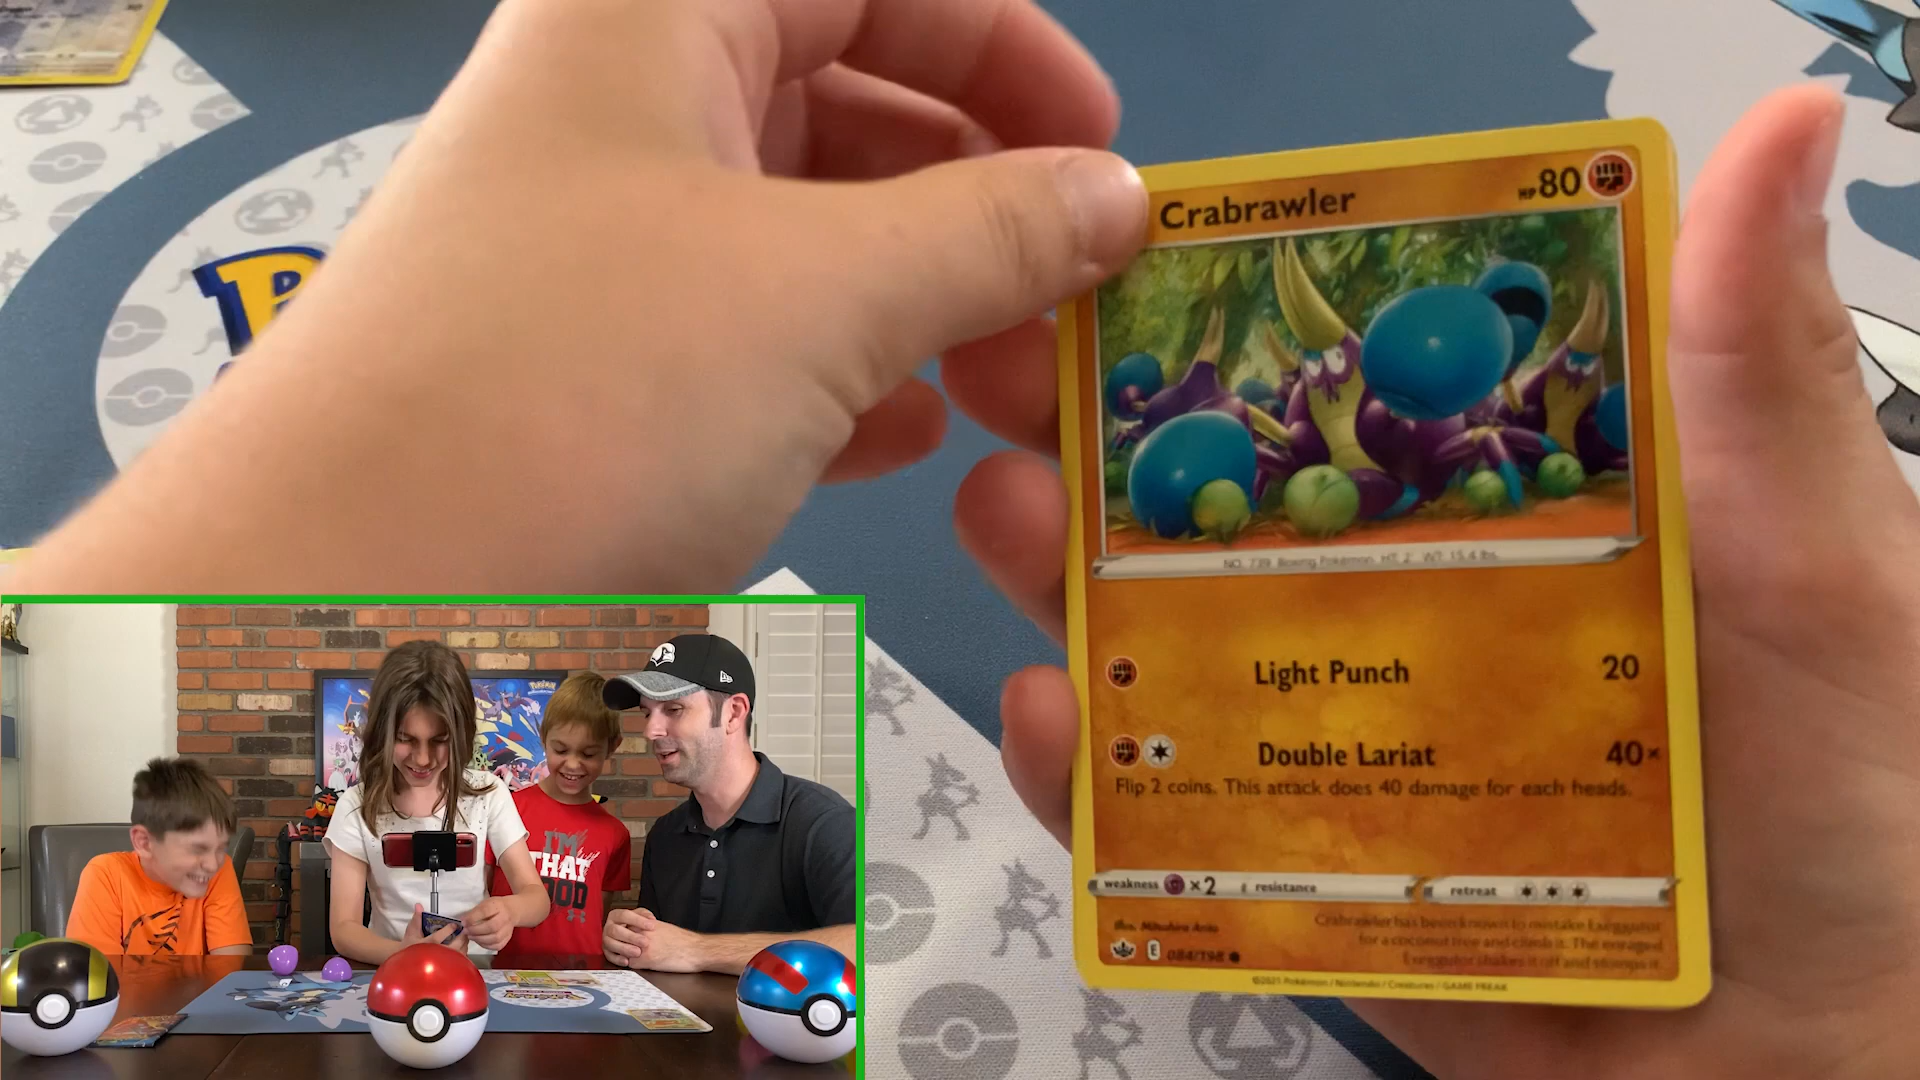 Crabrawler
HP 80
NO. 739 Boxing Pokémon HT: 2' WT: 15.4 lbs.
Light Punch 20
Double Lariat 40×
Flip 2 coins. This attack does 40 damage for each heads.
weakness ×2 resistance retreat
Illus. Mitsuhiro Arita
Crabrawler has been known to mistake Exeggutor
for a coconut tree and climb it. The enraged
Exeggutor shakes it off and stomps it.
E 084/198
©2021 Pokémon / Nintendo / Creatures / GAME FREAK
Pokémon
I'M
THAT